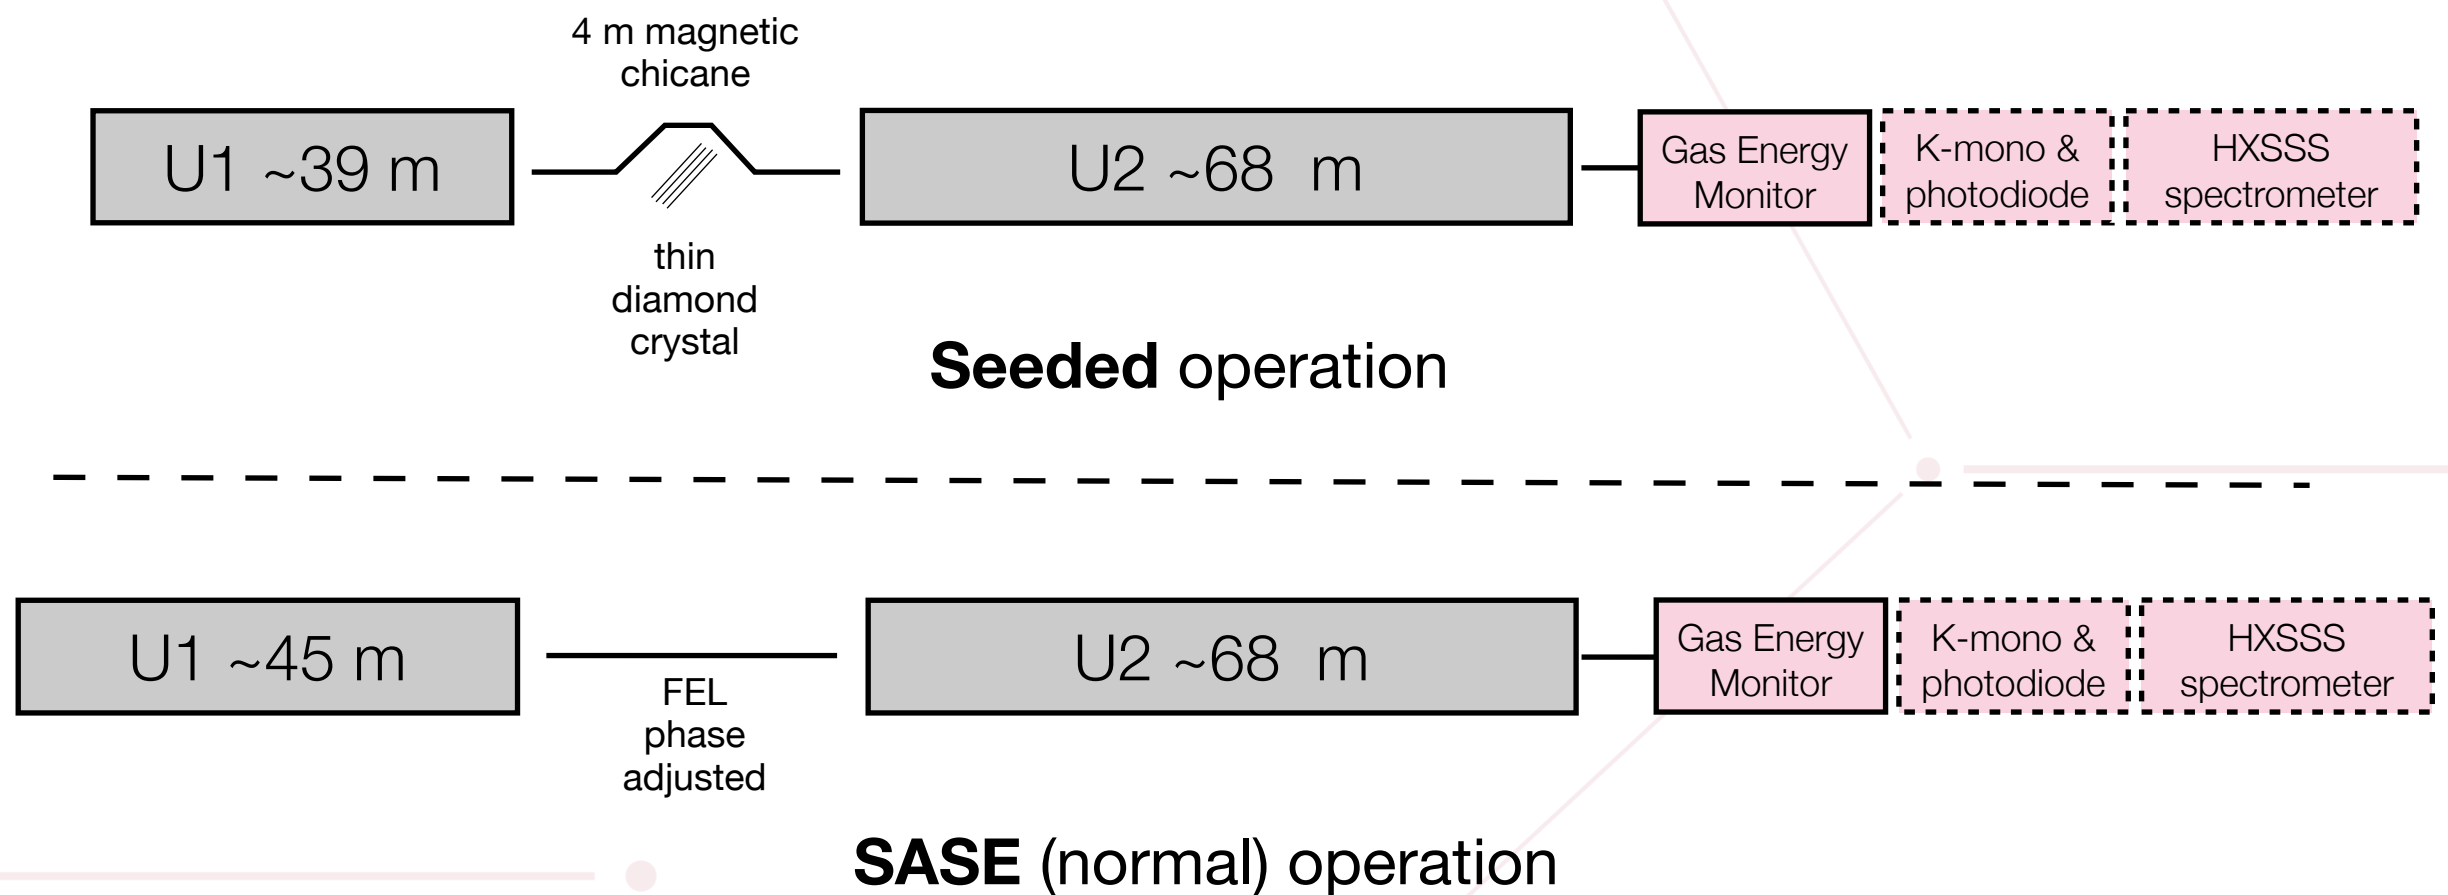 4 m magnetic
chicane
U1 ~39 m
U2 ~68 m
Gas Energy
Monitor
K-mono &
photodiode
HXSSS
spectrometer
thin
diamond
crystal
Seeded operation
U1 ~45 m
U2 ~68 m
Gas Energy
Monitor
K-mono &
photodiode
HXSSS
spectrometer
FEL
phase
adjusted
SASE (normal) operation